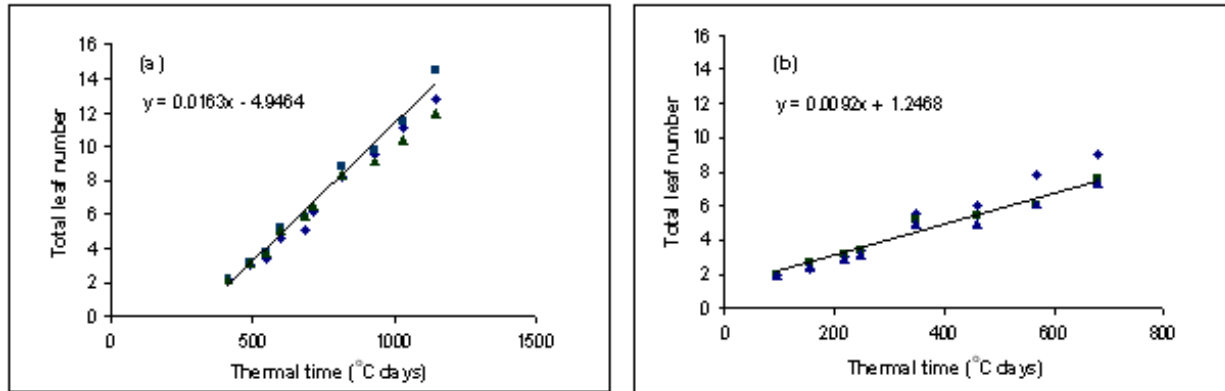 16
14
12
10
8
6
4
2
0
Total leaf number
(a)
y = 0.0163x - 4.9464
0 500 1000 1500
Thermal time (°C days)
16
14
12
10
8
6
4
2
0
Total leaf number
(b)
y = 0.0092x + 1.2468
0 200 400 600 800
Thermal time (°C days)